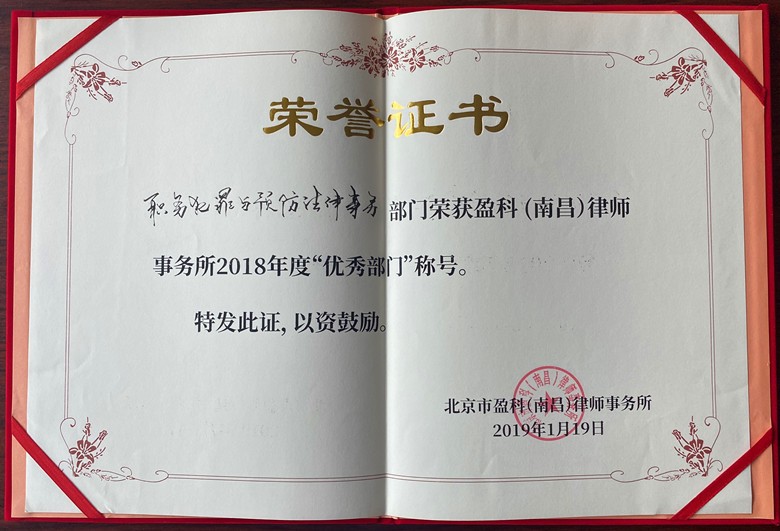 荣誉证书
职务犯罪与预防法律事务 部门荣获盈科（南昌）律师
事务所2018年度“优秀部门”称号。
特发此证，以资鼓励。
北京市盈科（南昌）律师事务所
2019年1月19日